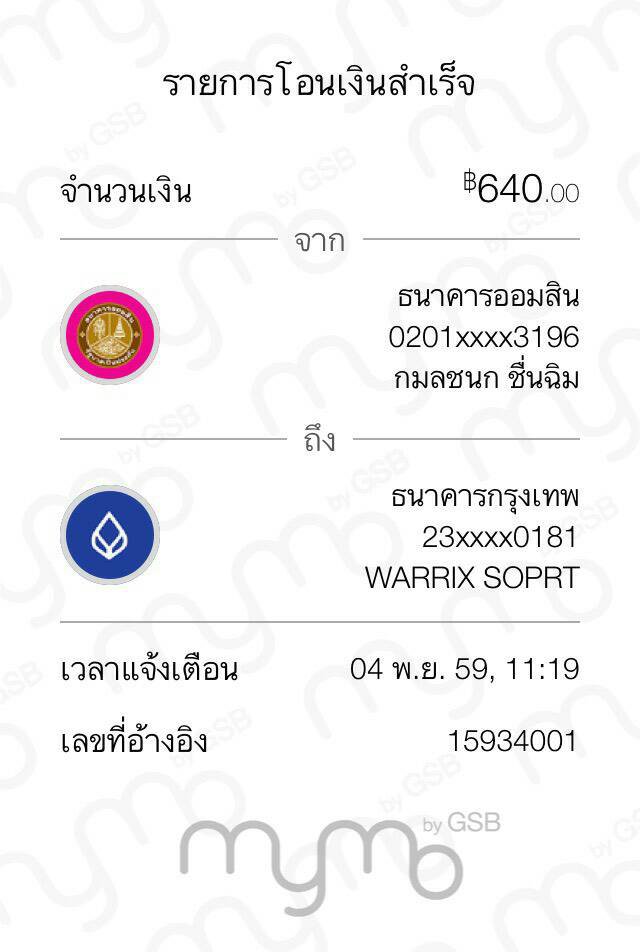 รายการโอนเงินสำเร็จ
จำนวนเงิน ฿640.00
จาก
ธนาคารออมสิน
0201xxxx3196
กมลชนก ชื่นฉิม
ถึง
ธนาคารกรุงเทพ
23xxxx0181
WARRIX SOPRT
เวลาแจ้งเตือน 04 พ.ย. 59, 11:19
เลขที่อ้างอิง 15934001
mymo by GSB